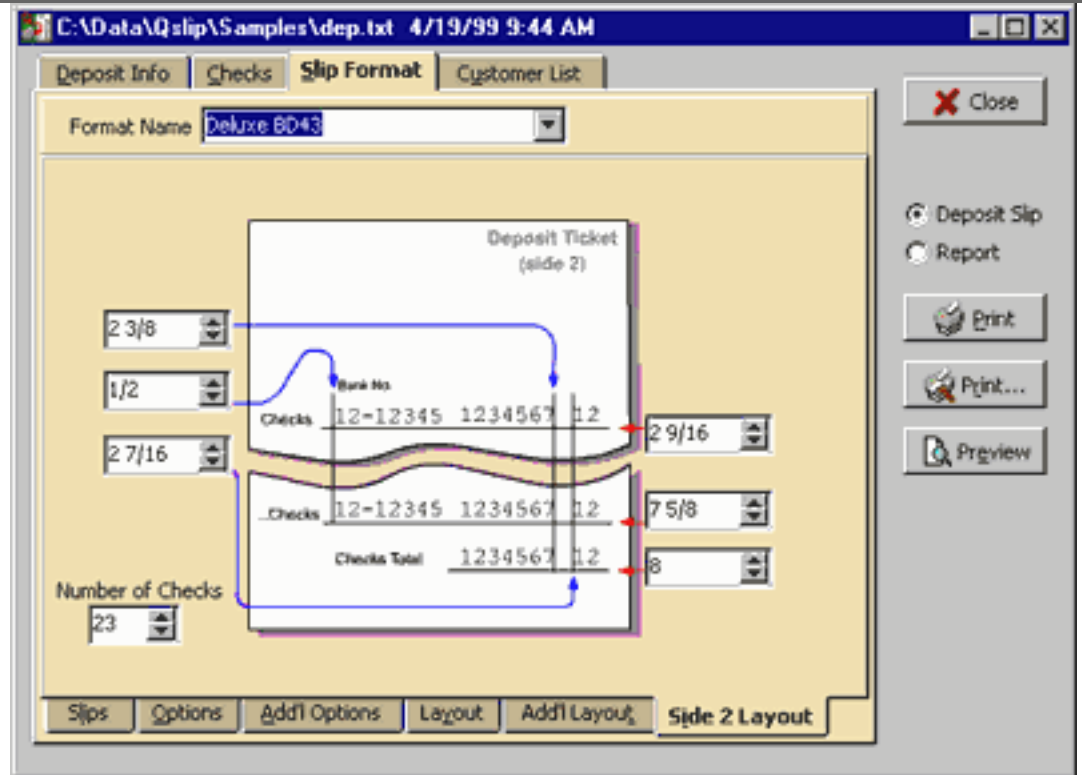 C:\Data\Qslip\Samples\dep.txt 4/19/99 9:44 AM
Deposit Info Checks Slip Format Customer List
Close
Format Name Deluxe BD43
Deposit Slip
Report
Deposit Ticket
(side 2)
2 3/8
Print
1/2
Bank No.
Print...
Checks 12-12345 1234567 12
2 9/16
2 7/16
Preview
Checks 12-12345 1234567 12
7 5/8
Checks Total 1234567 12
8
Number of Checks
23
Slips Options Add'l Options Layout Add'l Layout Side 2 Layout